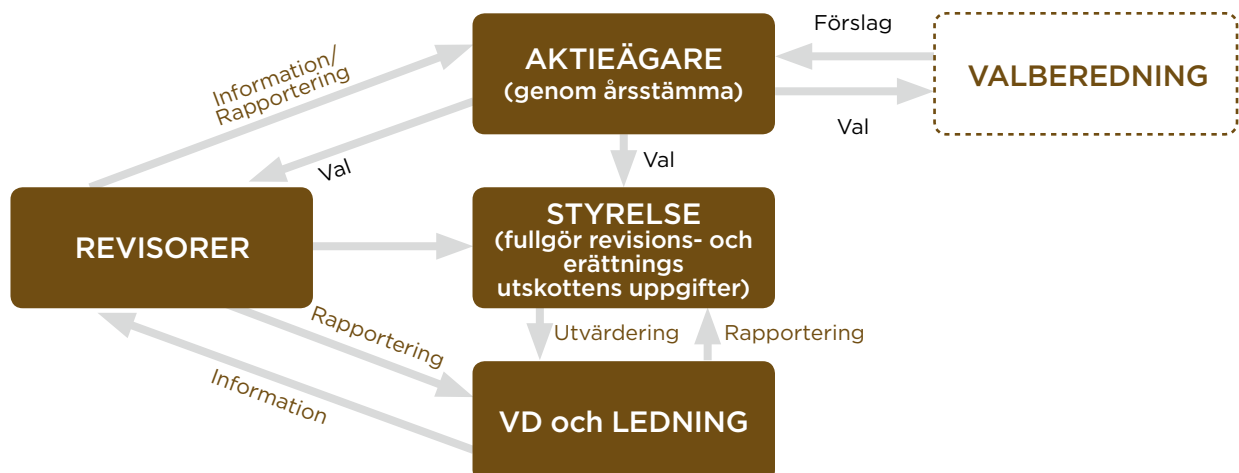 Förslag
AKTIEÄGARE
(genom årsstämma)
VALBEREDNING
Information/
Rapportering
Val
Val
Val
REVISORER
STYRELSE
(fullgör revisions- och
erättnings
utskottens uppgifter)
Utvärdering
Rapportering
Rapportering
Information
VD och LEDNING